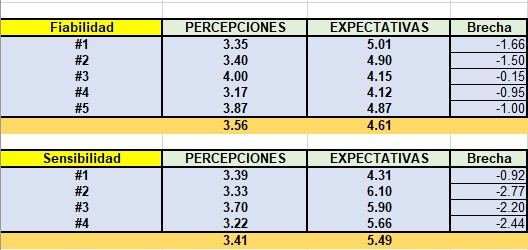 Fiabilidad PERCEPCIONES EXPECTATIVAS Brecha
#1 3.35 5.01 -1.66
#2 3.40 4.90 -1.50
#3 4.00 4.15 -0.15
#4 3.17 4.12 -0.95
#5 3.87 4.87 -1.00
3.56 4.61
Sensibilidad PERCEPCIONES EXPECTATIVAS Brecha
#1 3.39 4.31 -0.92
#2 3.33 6.10 -2.77
#3 3.70 5.90 -2.20
#4 3.22 5.66 -2.44
3.41 5.49